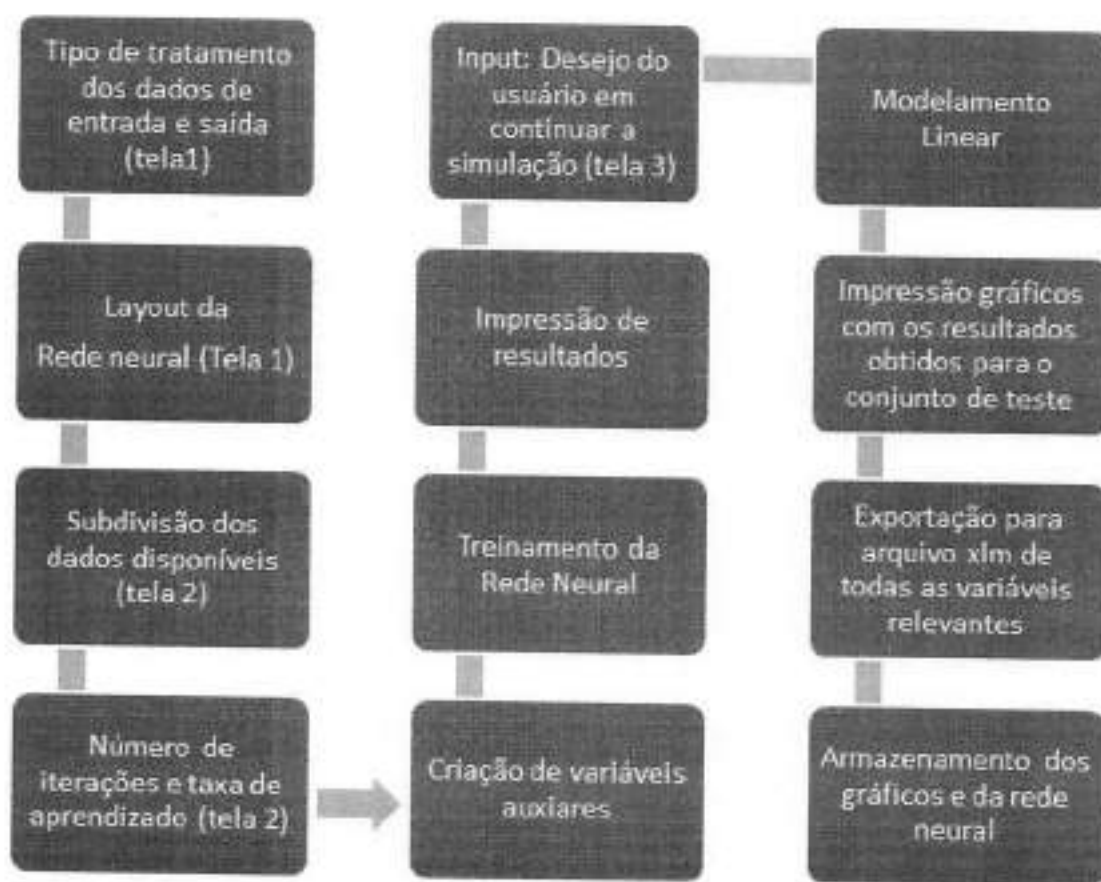 Tipo de tratamento
dos dados de
entrada e saída
(tela1)
Layout da
Rede neural (Tela 1)
Subdivisão dos
dados disponíveis
(tela 2)
Número de
iterações e taxa de
aprendizado (tela 2)
Criação de variáveis
auxiares
Treinamento da
Rede Neural
Impressão de
resultados
Input: Desejo do
usuário em
continuar a
simulação (tela 3)
Modelamento
Linear
Impressão gráficos
com os resultados
obtidos para o
conjunto de teste
Exportação para
arquivo xlm de
todas as variáveis
relevantes
Armazenamento dos
gráficos e da rede
neural